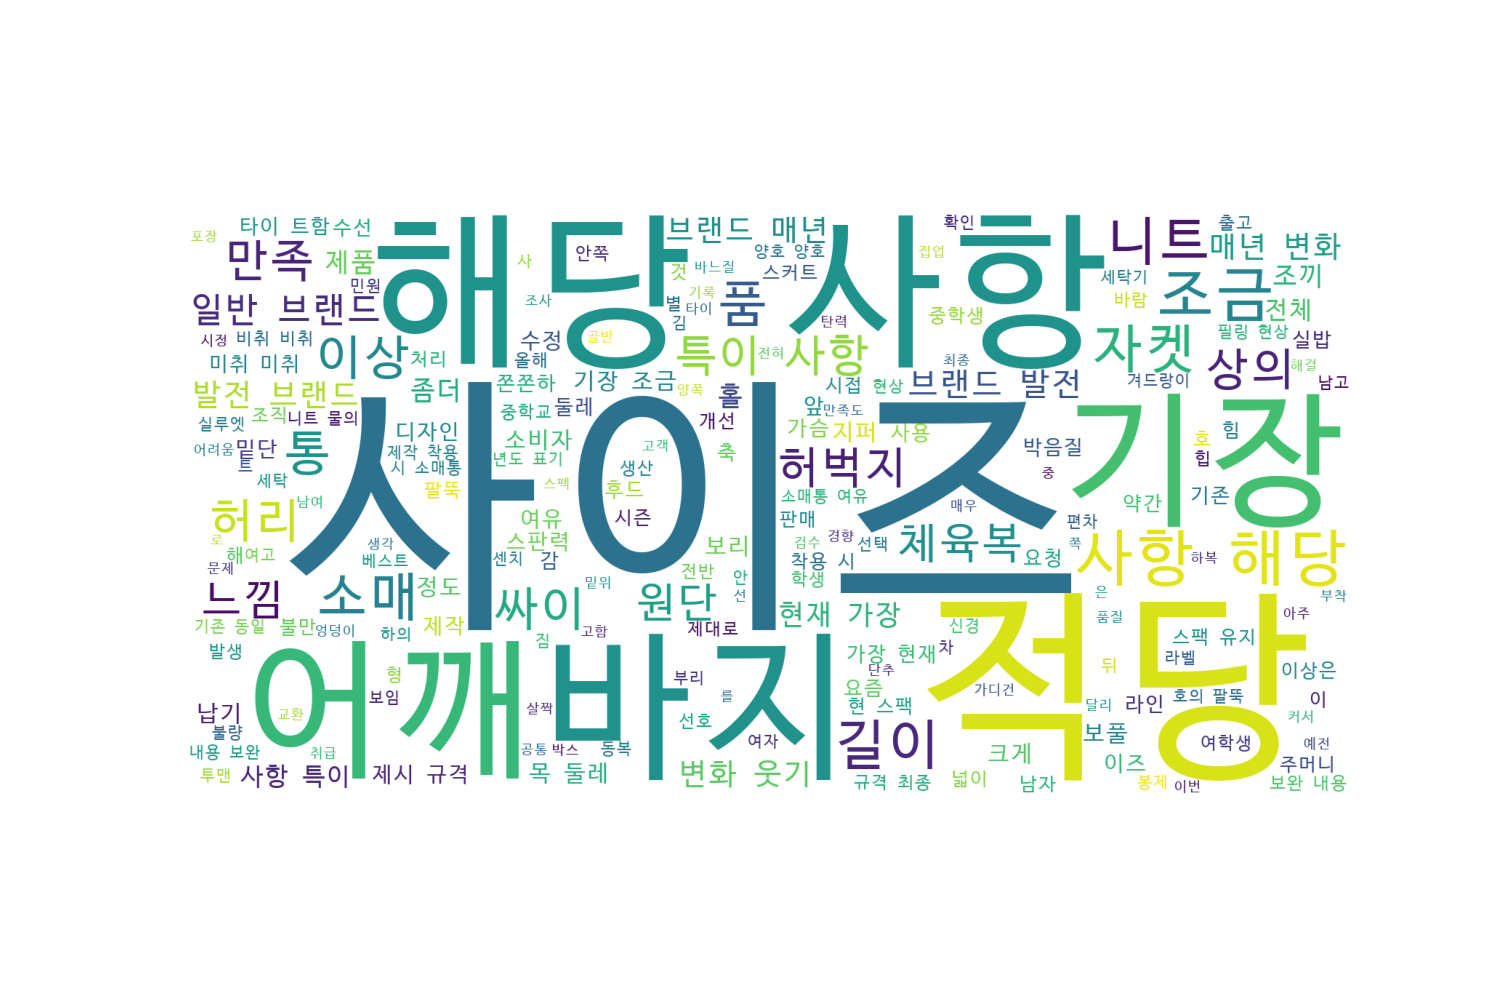 포장
타이 트함
수선
해당 사항
브랜드 매년
확인
니트
출고
만족
제품
민원
사
안쪽
것
바느질
양호 양호
스커트
집업
매년 변화
세탁기
조끼
일반 브랜드
조사
기록
별
타이
김
품
탄력
중학생
바람
조금
전체
시정
비취 비취
이상
처리
수정
올해
골반
특이 사항
전혀
최종
자켓
필링 현상
실밥
미취 미취
쫀쫀하
기장 조금
양쪽
홀
시접
현상
브랜드 발전
겨드랑이
상의
해결
남고
발전 브랜드
좀더
사이즈
기장
실루엣
조직
니트 물의
중학교
둘레
개선
앞
만족도
어려움
밑단
통
디자인
제작 착용
소비자
고객
가슴
지퍼
사용
박음질
호
힘
트
시 소매통
년도 표기
생산
축
허벅지
중
힙
세탁
팔뚝
스펙
후드
소매통 여유
매우
약간
기존
남여
허리
여유
시즌
판매
편차
로
생각
스판력
보리
검수
경향
선택
체육복
쪽
사항 해당
해여고
베스트
센치
감
착용 시
요청
하복
문제
전반
안
학생
느낌
소매
정도
싸이
밑위
원단
선
현재 가장
적당
은
품질
부착
아주
기존 동일
불만
엉덩이
하의
제작
고함
제대로
신경
스팩 유지
발생
어깨
바지
짐
가장 현재
차
뒤
라벨
이상은
형
부리
단추
요즘
가디건
납기
교환
보임
살짝
를
선호
현 스팩
달리
라인
호의 팔뚝
이
불량
길이
커서
내용 보완
취급
공통
박스
동복
여자
크게
보풀
여학생
예전
투맨
사항 특이
제시 규격
목 둘레
변화 웃기
규격 최종
넓이
남자
이즈
주머니
봉제
이번
보완 내용